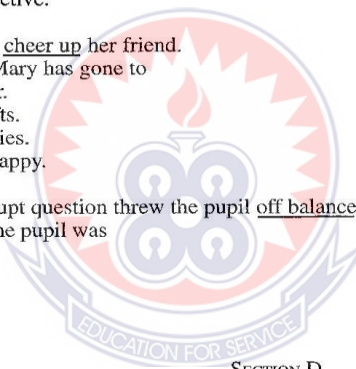 ective.
cheer up her friend.
Mary has gone to
r.
ts.
ies.
appy.
upt question threw the pupil off balance
ne pupil was
EDUCATION FOR SERVICE
SECTION D